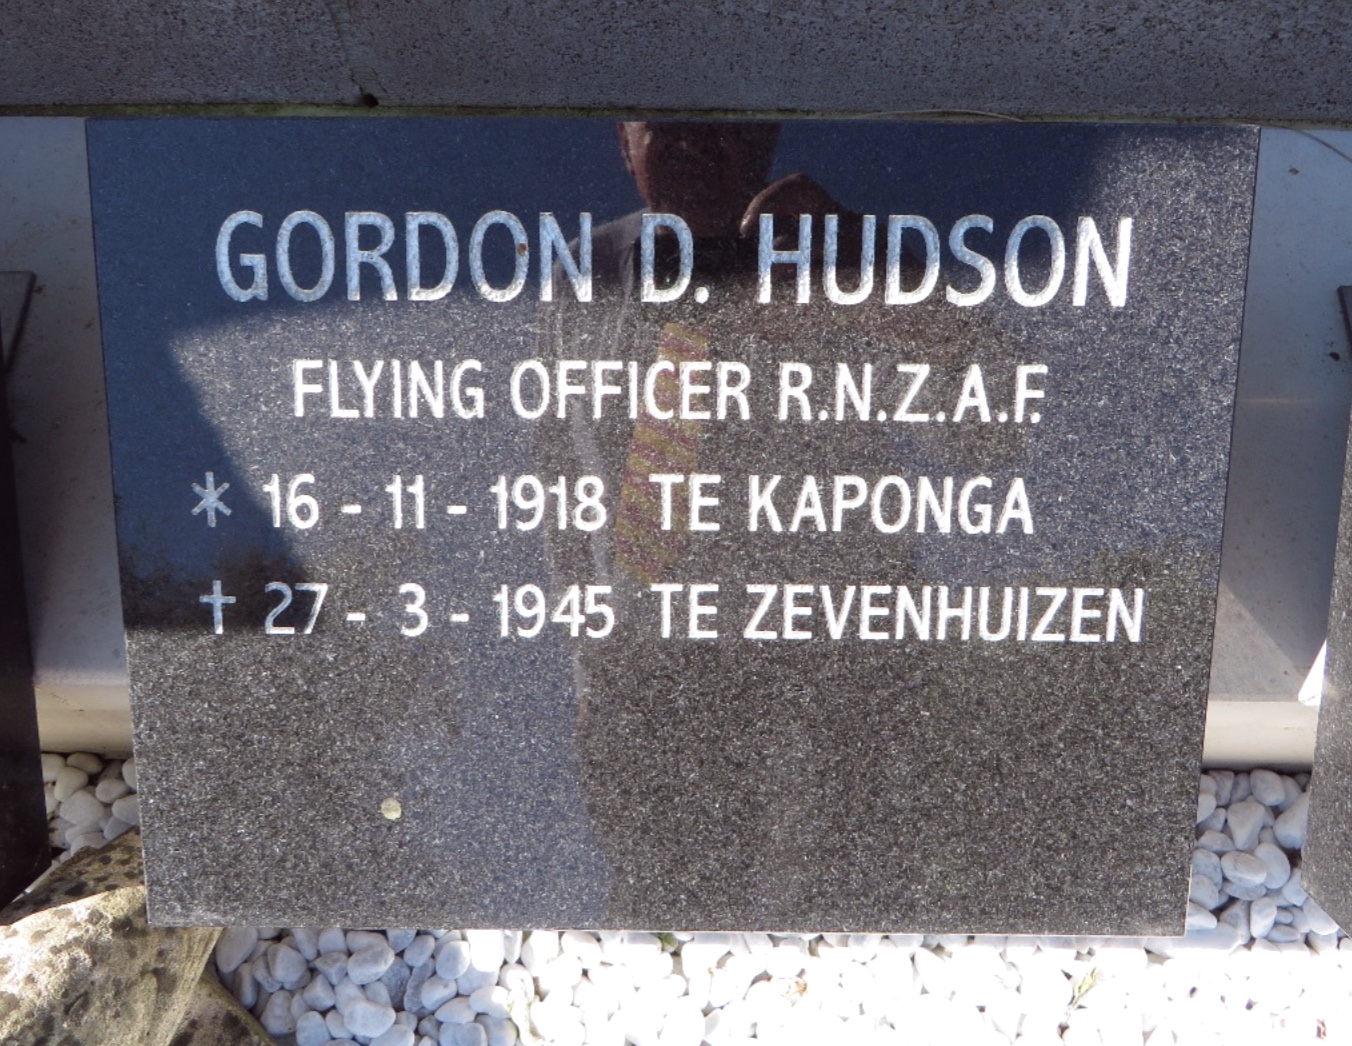 GORDON D. HUDSON
FLYING OFFICER R.N.Z.A.F.
* 16 - 11 - 1918 TE KAPONGA
† 27 - 3 - 1945 TE ZEVENHUIZEN